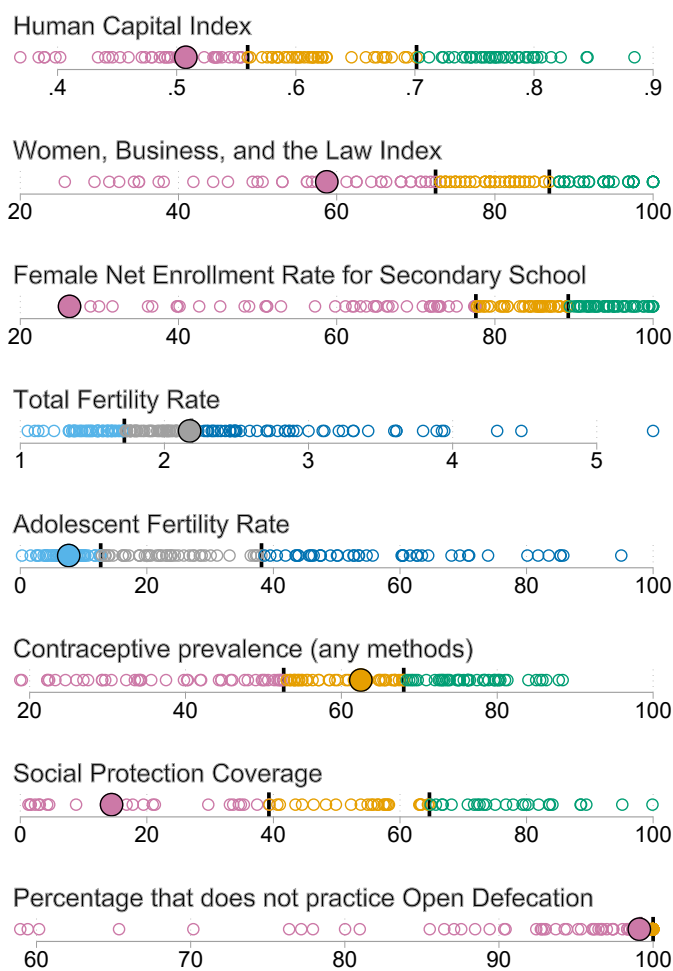 Human Capital Index
.4 .5 .6 .7 .8 .9
Women, Business, and the Law Index
20 40 60 80 100
Female Net Enrollment Rate for Secondary School
20 40 60 80 100
Total Fertility Rate
1 2 3 4 5
Adolescent Fertility Rate
0 20 40 60 80 100
Contraceptive prevalence (any methods)
20 40 60 80 100
Social Protection Coverage
0 20 40 60 80 100
Percentage that does not practice Open Defecation
60 70 80 90 100